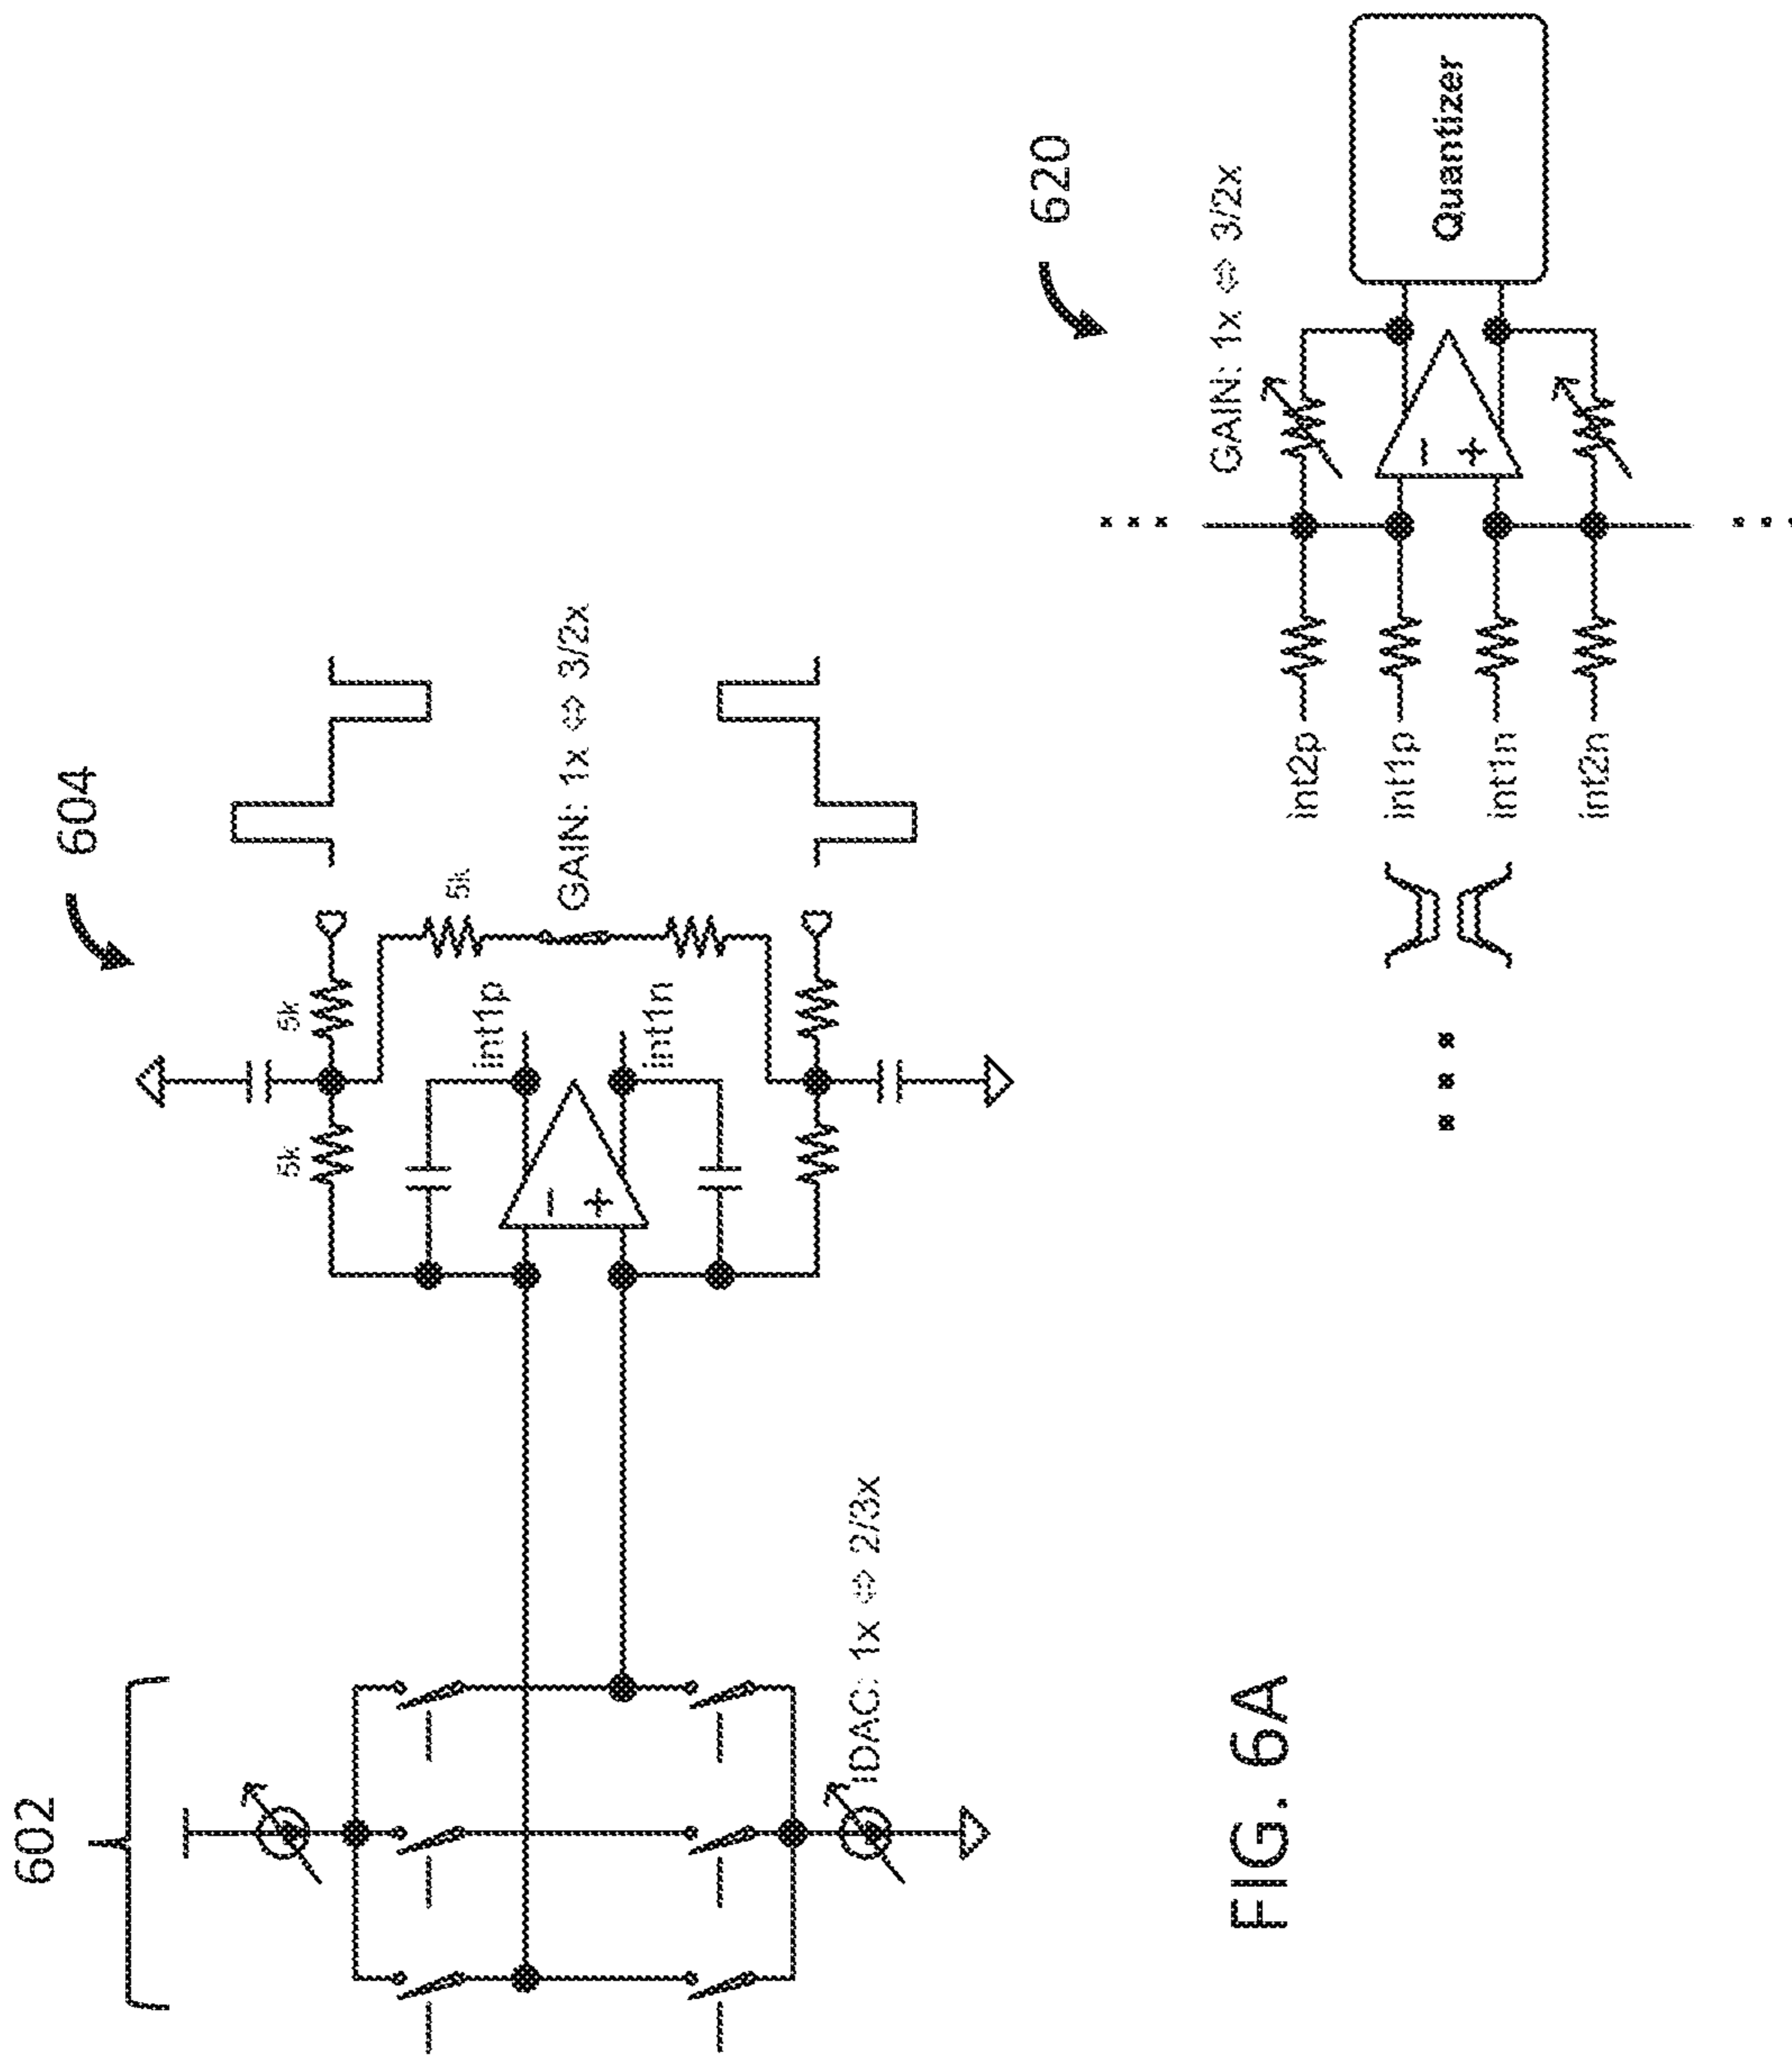 602
604
5k
5k
5k
int1p
int1n
GAIN: 1x ⇔ 3/2x
−
+
IDAC: 1x ⇔ 2/3x
620
GAIN: 1x ⇔ 3/2x
int2p
int1p
int1n
int2n
−
+
Quantizer
FIG. 6A